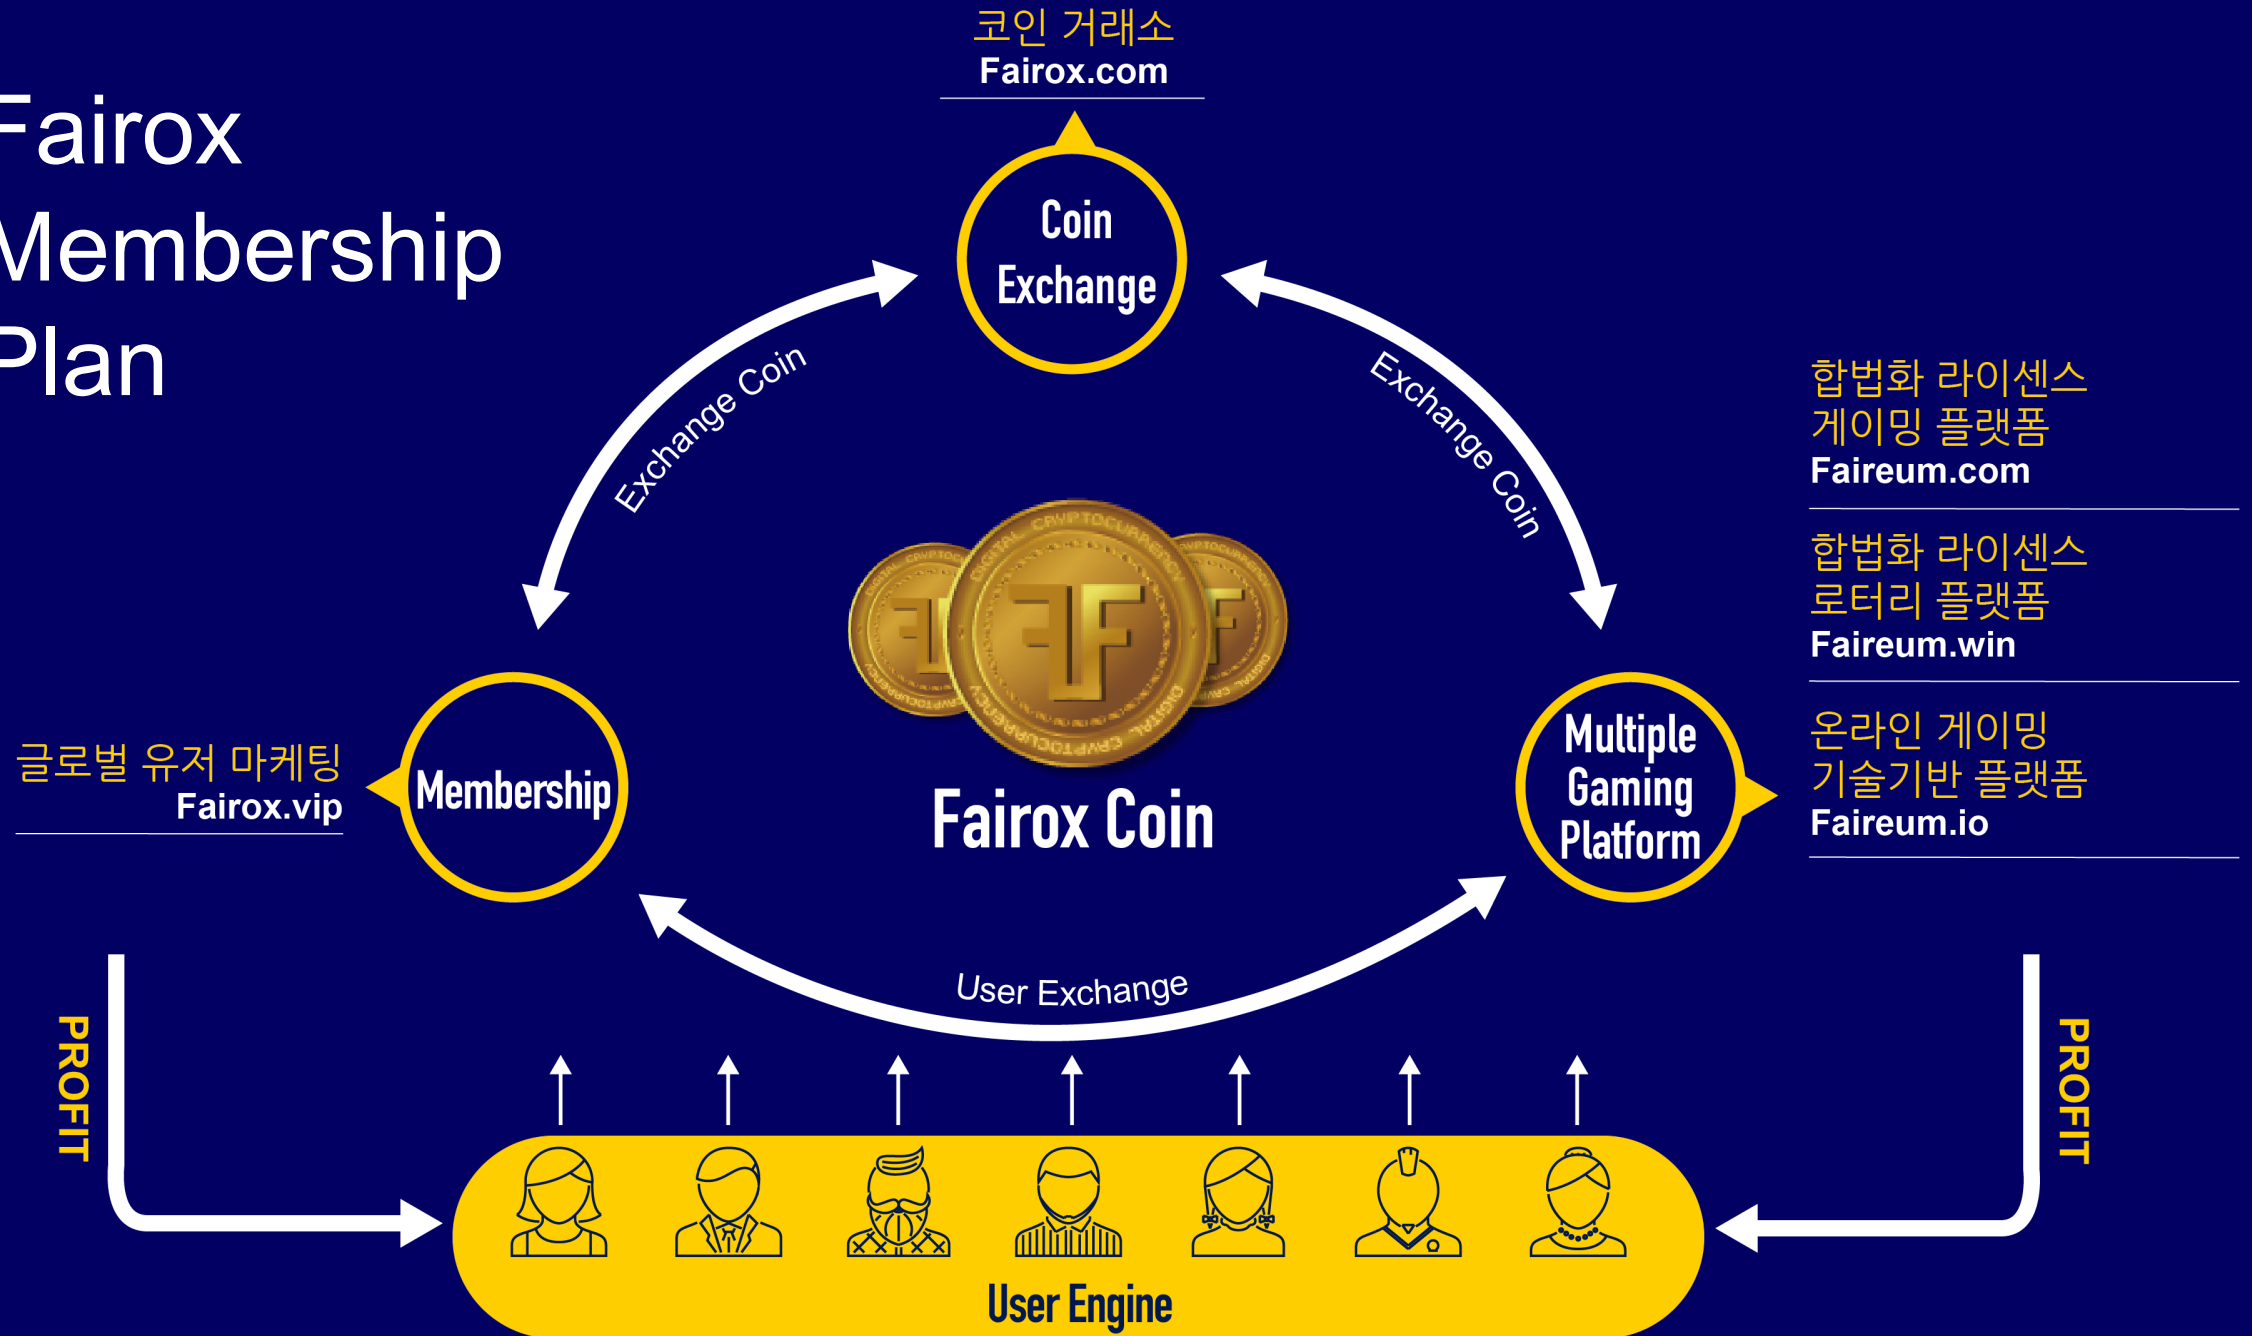 Fairox
Membership
Plan
코인 거래소
Fairox.com
Coin
Exchange
Exchange Coin
Exchange Coin
합법화 라이센스
게이밍 플랫폼
Faireum.com
합법화 라이센스
로터리 플랫폼
Faireum.win
온라인 게이밍
기술기반 플랫폼
Faireum.io
글로벌 유저 마케팅
Fairox.vip
Membership
DIGITAL CRYPTOCURRENCY
DIGITAL CRYPTOCURRENCY
Fairox Coin
Multiple
Gaming
Platform
User Exchange
PROFIT
PROFIT
User Engine